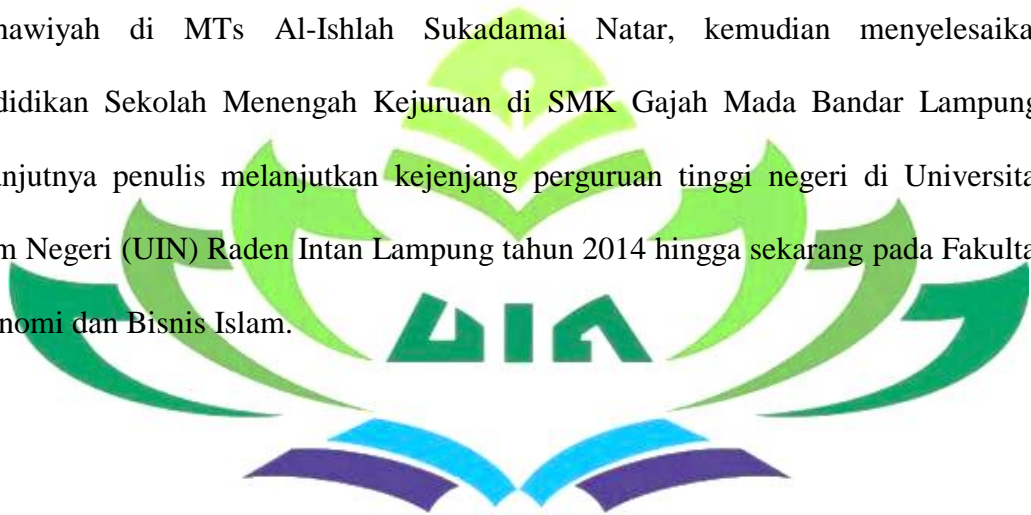 nawiyah di MTs Al-Ishlah Sukadamai Natar, kemudian menyelesaika
didikan Sekolah Menengah Kejuruan di SMK Gajah Mada Bandar Lampung
anjutnya penulis melanjutkan kejenjang perguruan tinggi negeri di Universita
m Negeri (UIN) Raden Intan Lampung tahun 2014 hingga sekarang pada Fakulta
nomi dan Bisnis Islam.
UIN